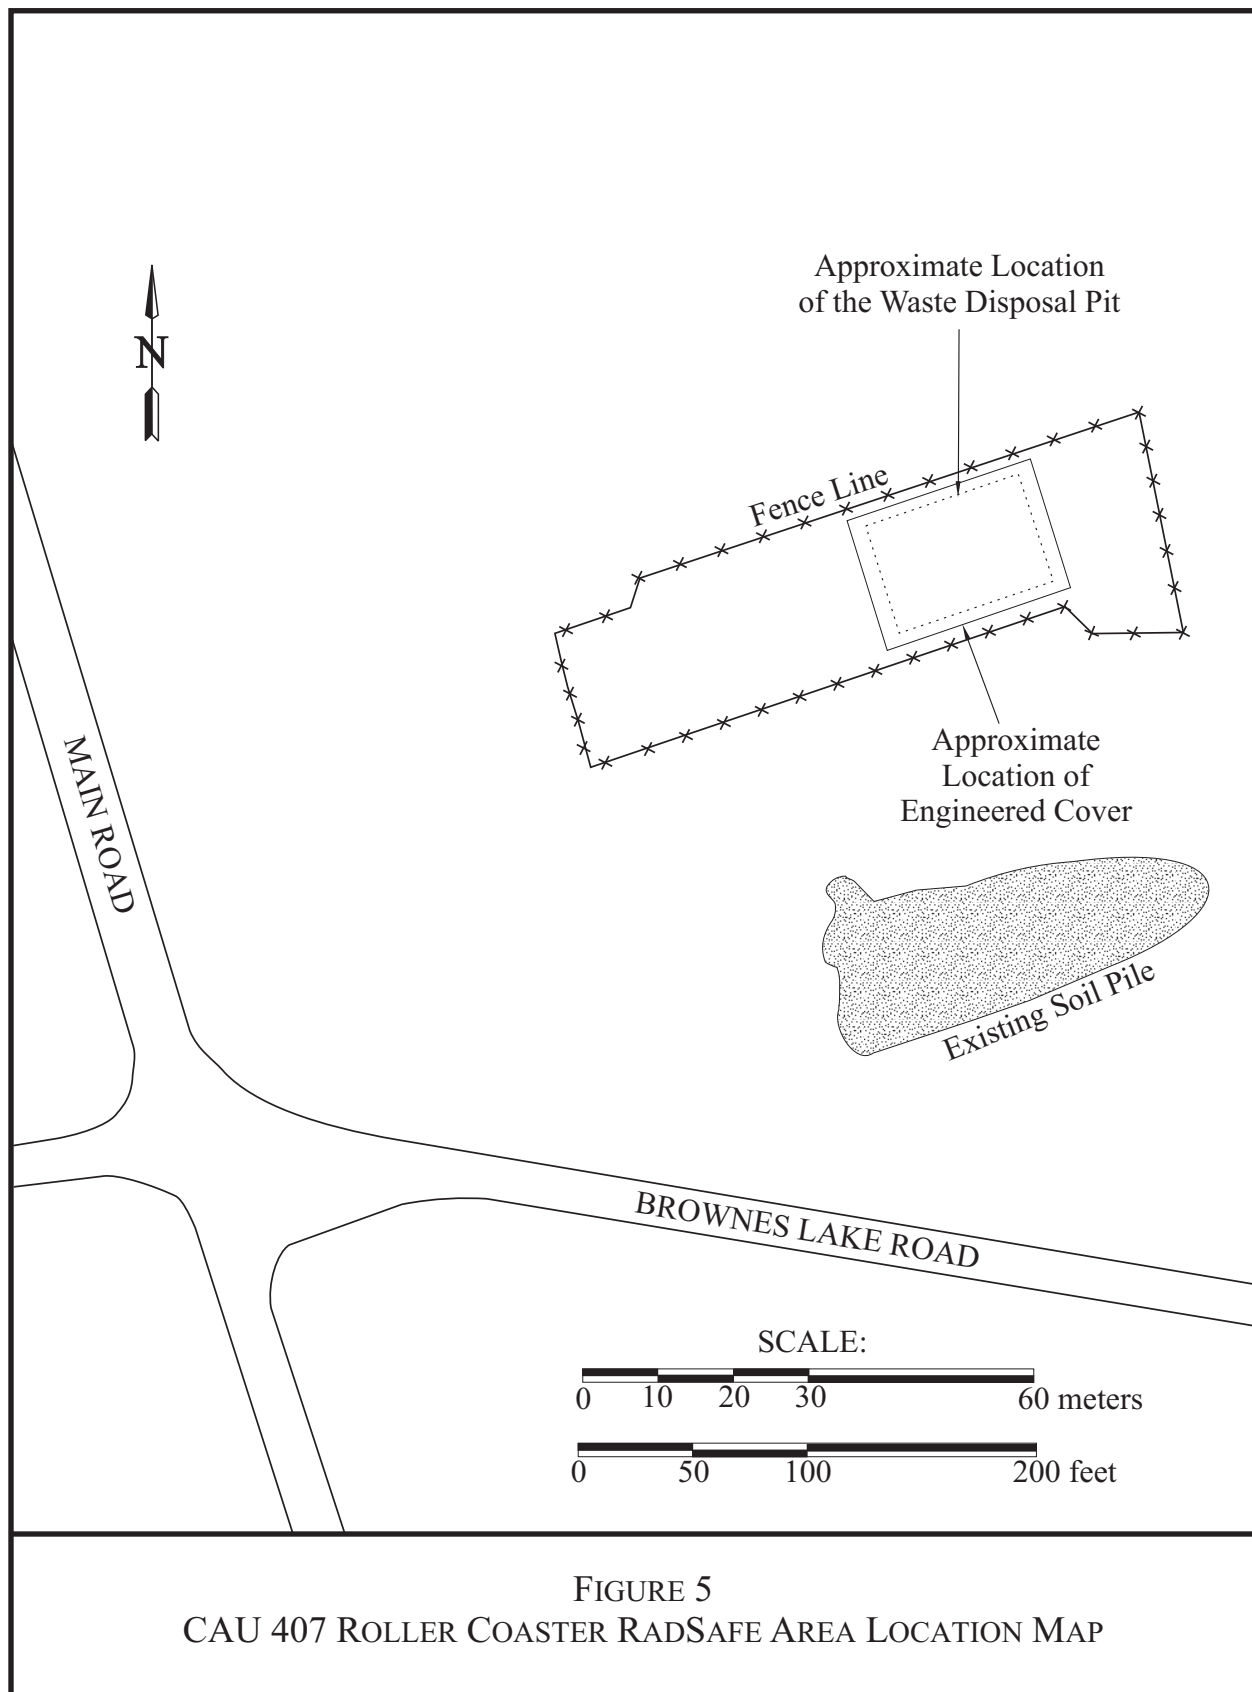 Approximate Location
of the Waste Disposal Pit
N
Fence Line
MAIN ROAD
Approximate
Location of
Engineered Cover
Existing Soil Pile
BROWNES LAKE ROAD
SCALE:
0 10 20 30 60 meters
0 50 100 200 feet
FIGURE 5
CAU 407 ROLLER COASTER RADSAFE AREA LOCATION MAP